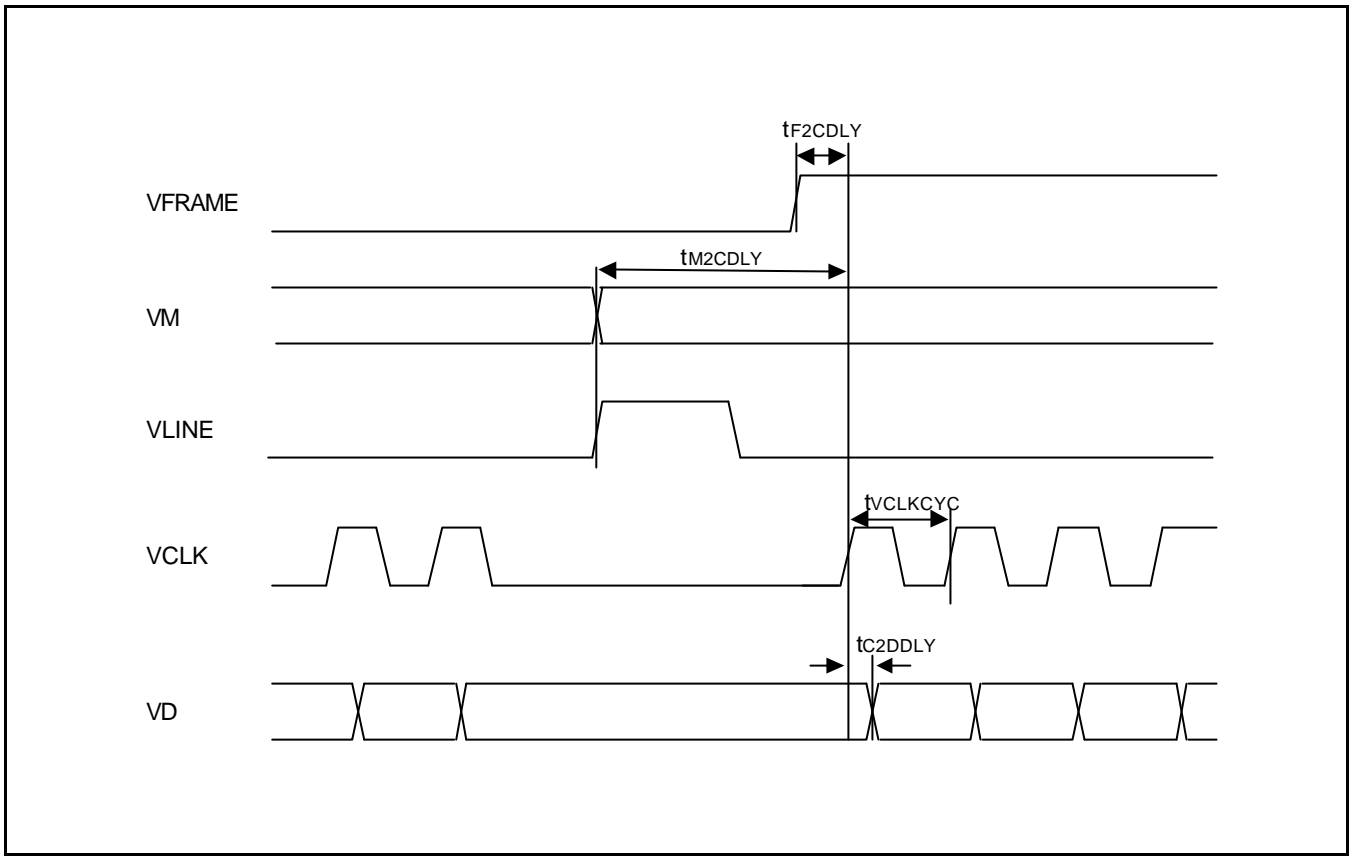 tF2CDLY
VFRAME
tM2CDLY
VM
VLINE
tVCLKCYC
VCLK
tC2DDLY
VD